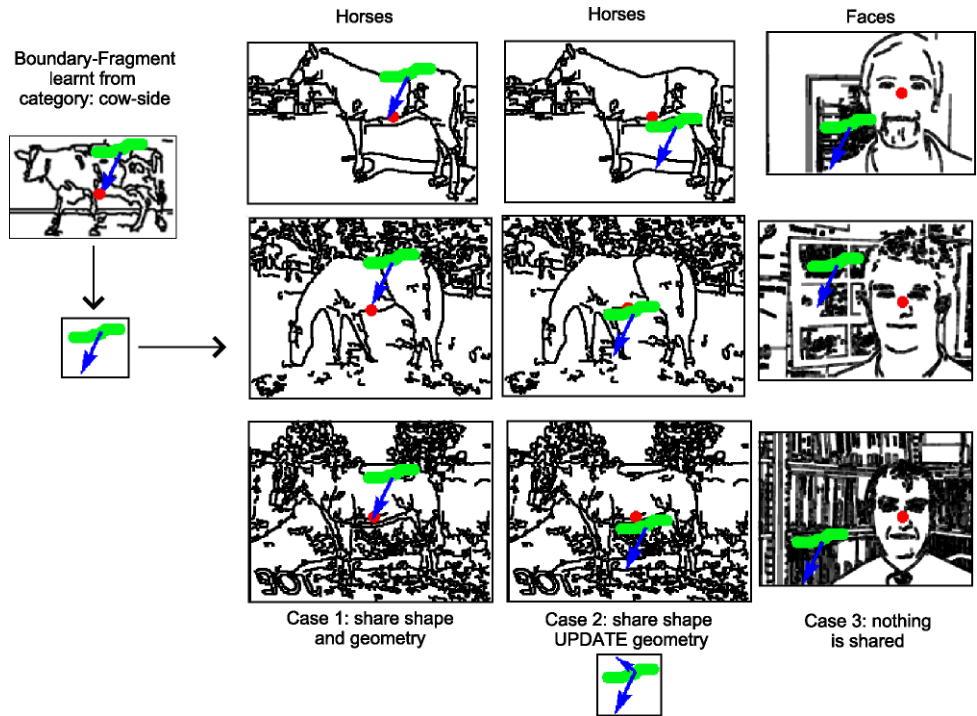 Horses
Horses
Faces
Boundary-Fragment
learnt from
category: cow-side
Case 1: share shape
and geometry
Case 2: share shape
UPDATE geometry
Case 3: nothing
is shared